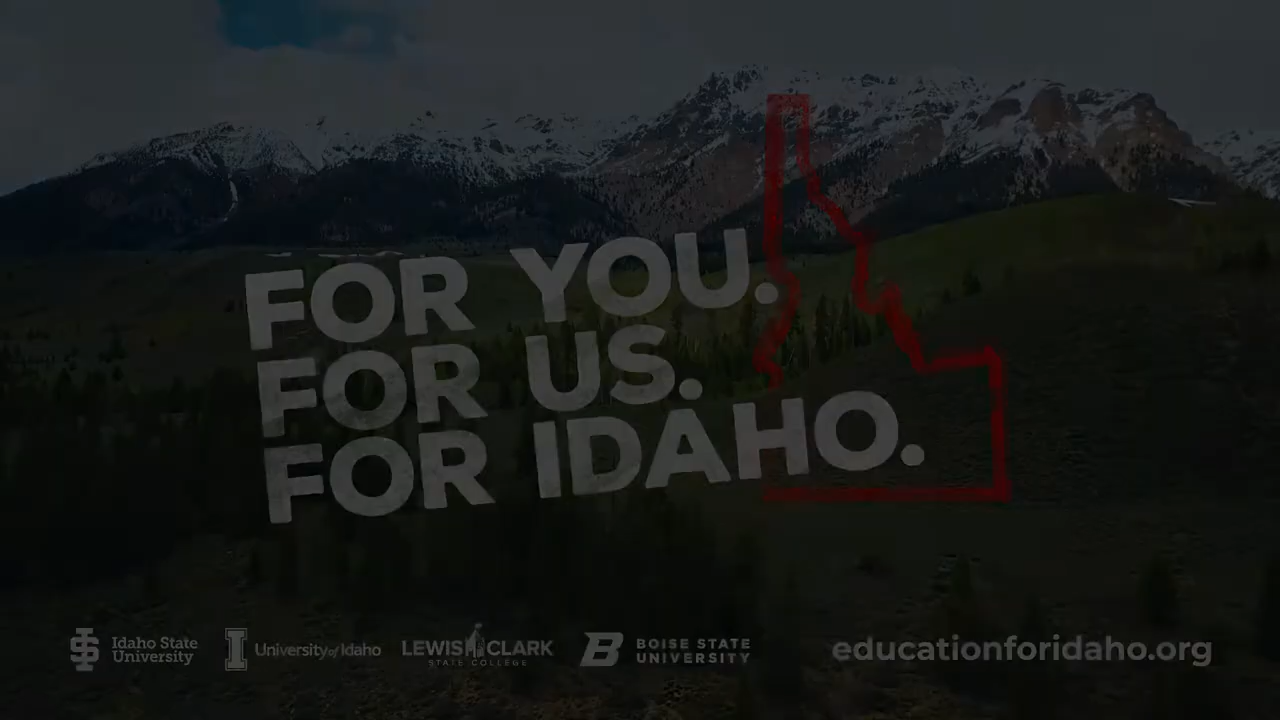 FOR YOU.
FOR US.
FOR IDAHO.
Idaho State
University
I
University of Idaho
LEWIS CLARK
STATE COLLEGE
B
BOISE STATE
UNIVERSITY
educationforidaho.org